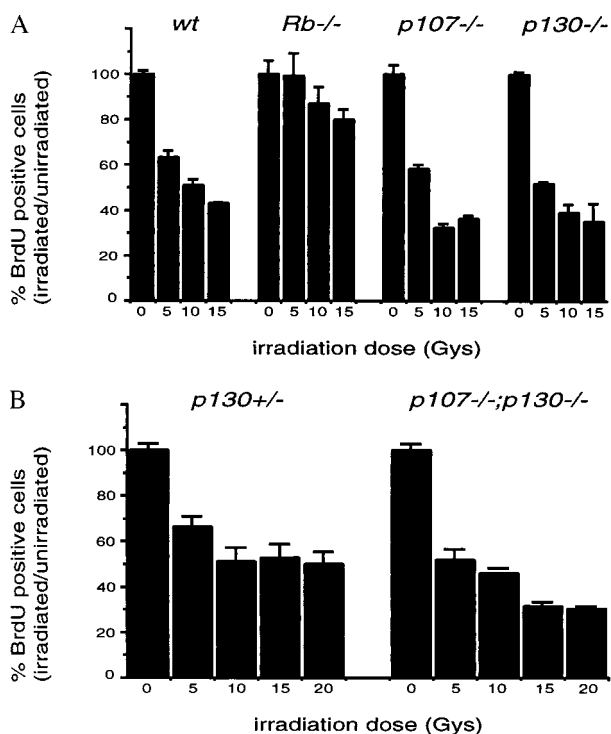 A
wt Rb-/- p107-/- p130-/-
% BrdU positive cells
(irradiated/unirradiated)
100
80
60
40
20
0
0 5 10 15 0 5 10 15 0 5 10 15 0 5 10 15
irradiation dose (Gys)
B
p130+/- p107-/-;p130-/-
% BrdU positive cells
(irradiated/unirradiated)
100
80
60
40
20
0
0 5 10 15 20 0 5 10 15 20
irradiation dose (Gys)